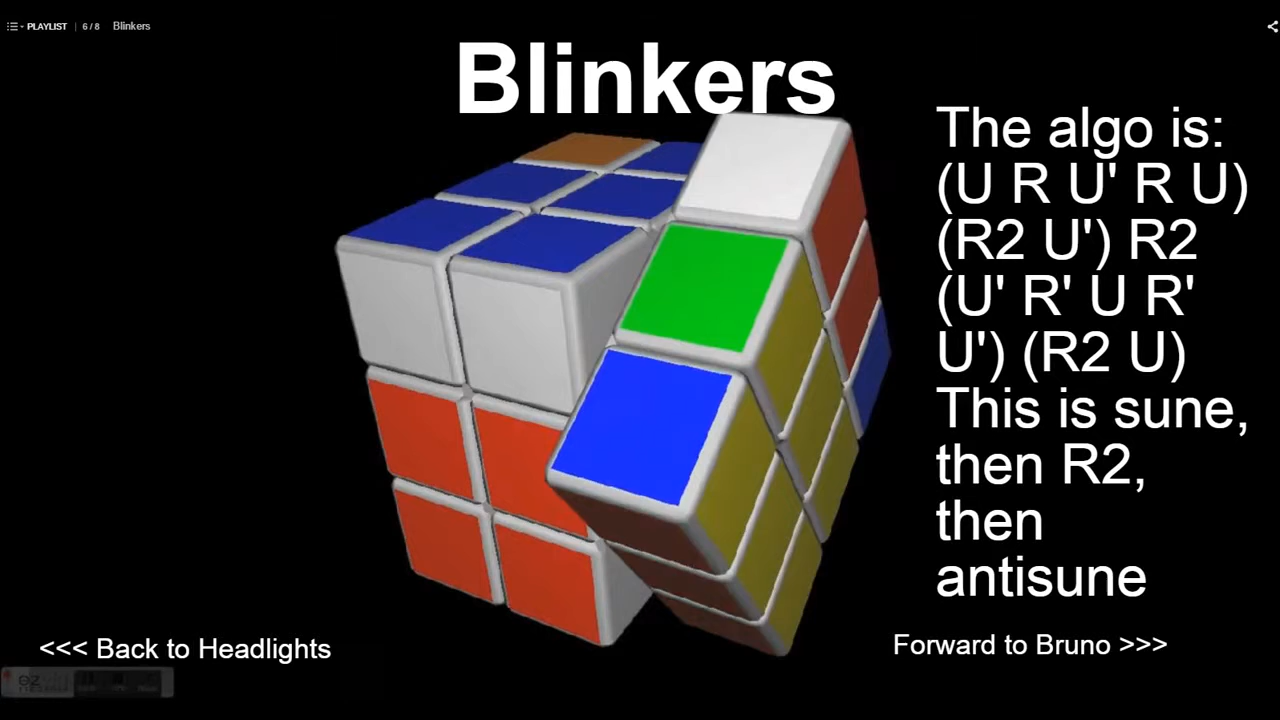 PLAYLIST | 6 / 8 Blinkers
Blinkers
The algo is:
(U R U' R U)
(R2 U') R2
(U' R' U R'
U') (R2 U)
This is sune,
then R2,
then
antisune
<<< Back to Headlights
Forward to Bruno >>>